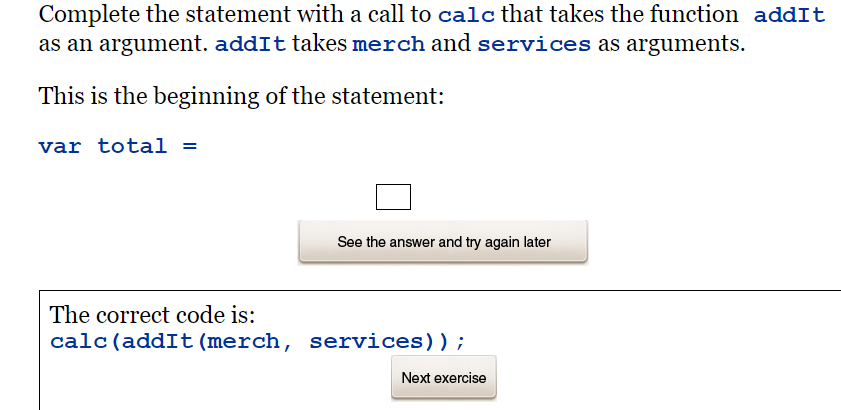 Complete the statement with a call to calc that takes the function addIt
as an argument. addIt takes merch and services as arguments.
This is the beginning of the statement:
var total =
See the answer and try again later
The correct code is:
calc(addIt(merch, services));
Next exercise